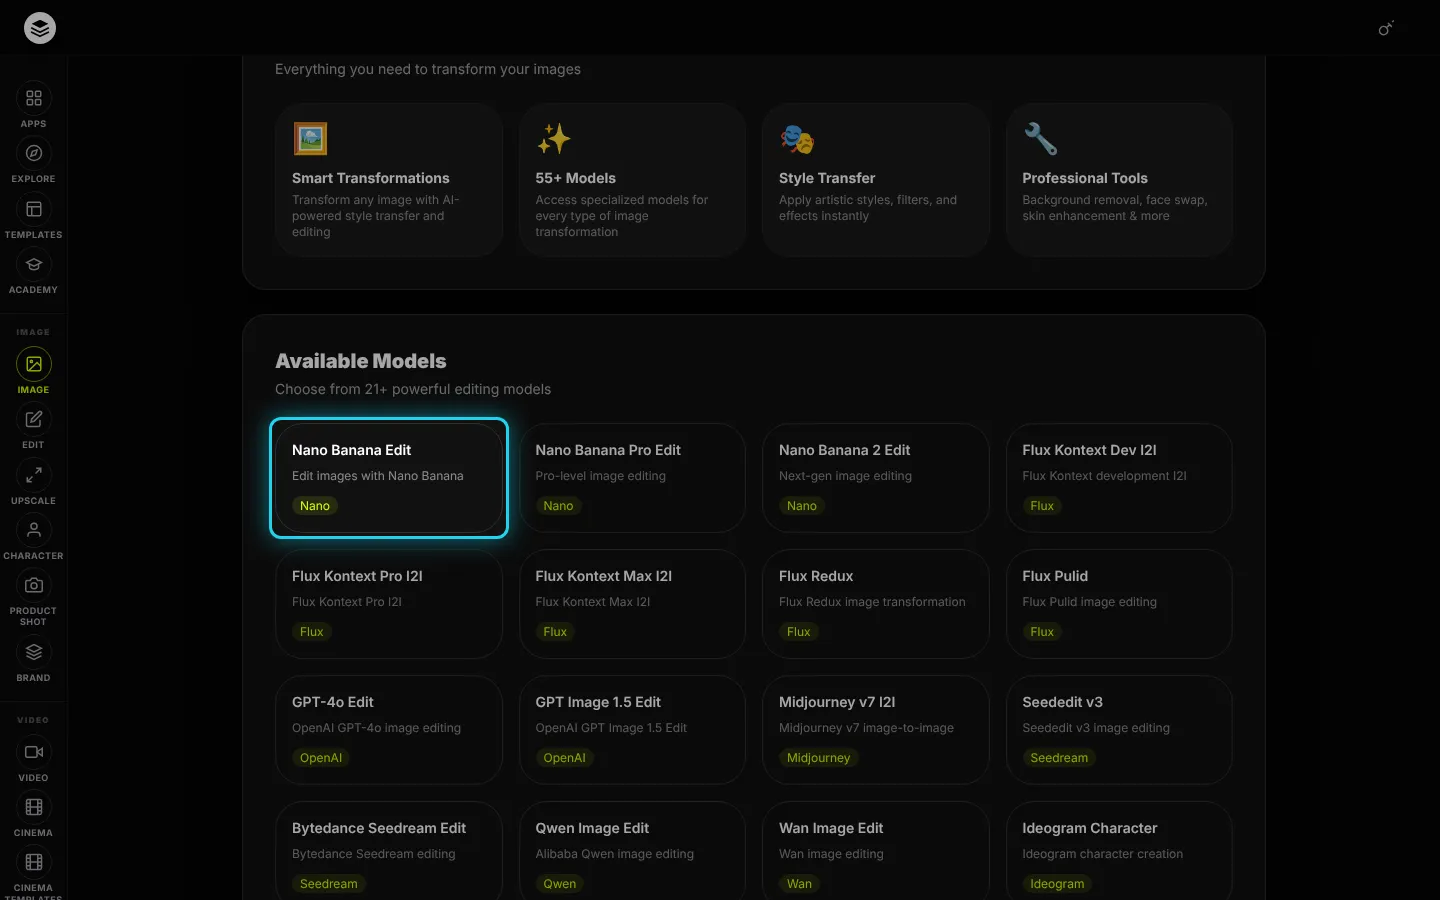 Everything you need to transform your images
Smart Transformations
Transform any image with AI-
powered style transfer and
editing
55+ Models
Access specialized models for
every type of image
transformation
Style Transfer
Apply artistic styles, filters, and
effects instantly
Professional Tools
Background removal, face swap,
skin enhancement & more
APPS
EXPLORE
TEMPLATES
ACADEMY
IMAGE
IMAGE
EDIT
UPSCALE
CHARACTER
PRODUCT
SHOT
BRAND
VIDEO
VIDEO
CINEMA
CINEMA
TEMPLATES
Available Models
Choose from 21+ powerful editing models
Nano Banana Edit
Edit images with Nano Banana
Nano
Nano Banana Pro Edit
Pro-level image editing
Nano
Nano Banana 2 Edit
Next-gen image editing
Nano
Flux Kontext Dev I2I
Flux Kontext development I2I
Flux
Flux Kontext Pro I2I
Flux Kontext Pro I2I
Flux
Flux Kontext Max I2I
Flux Kontext Max I2I
Flux
Flux Redux
Flux Redux image transformation
Flux
Flux Pulid
Flux Pulid image editing
Flux
GPT-4o Edit
OpenAI GPT-4o image editing
OpenAI
GPT Image 1.5 Edit
OpenAI GPT Image 1.5 Edit
OpenAI
Midjourney v7 I2I
Midjourney v7 image-to-image
Midjourney
Seededit v3
Seededit v3 image editing
Seedream
Bytedance Seedream Edit
Bytedance Seedream editing
Seedream
Qwen Image Edit
Alibaba Qwen image editing
Qwen
Wan Image Edit
Wan image editing
Wan
Ideogram Character
Ideogram character creation
Ideogram